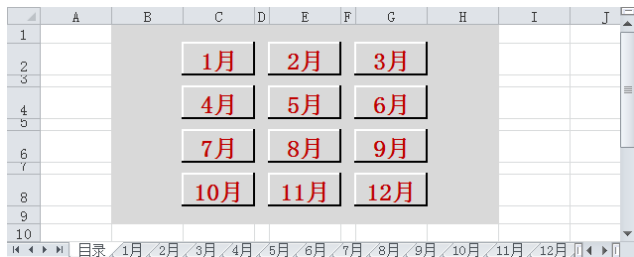 A B C D E F G H I J
1
2 1月 2月 3月
3
4 4月 5月 6月
5
6 7月 8月 9月
7
8 10月 11月 12月
9
10
目录 1月 2月 3月 4月 5月 6月 7月 8月 9月 10月 11月 12月